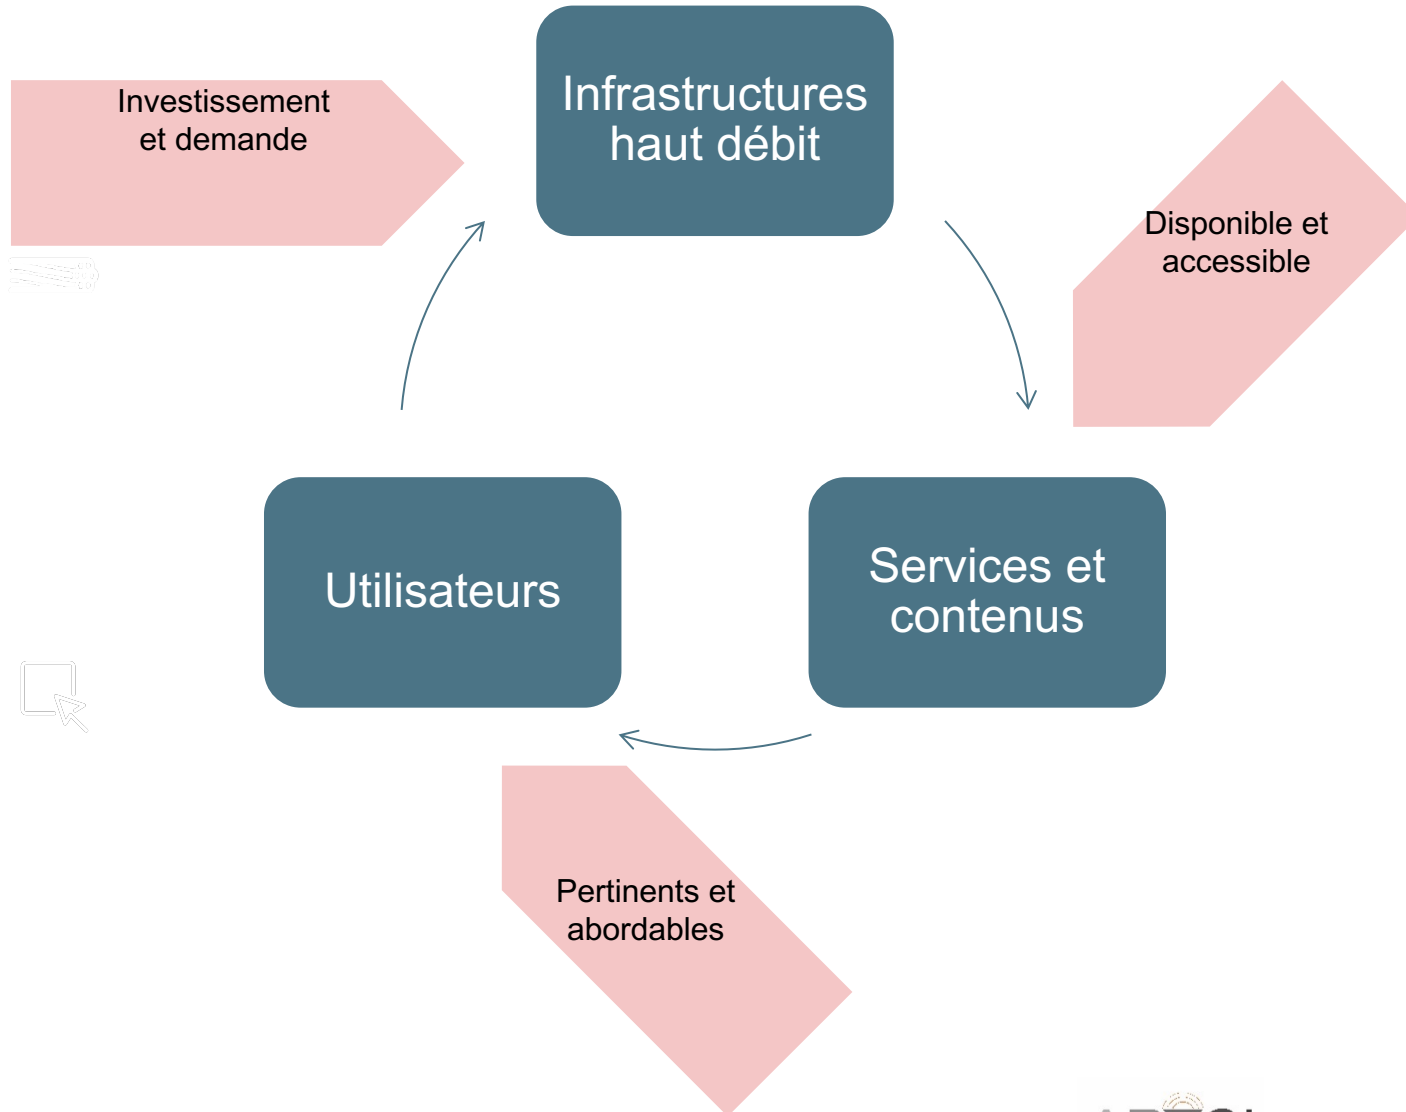 Infrastructures
haut débit
Investissement
et demande
Disponible et
accessible
Utilisateurs
Services et
contenus
Pertinents et
abordables